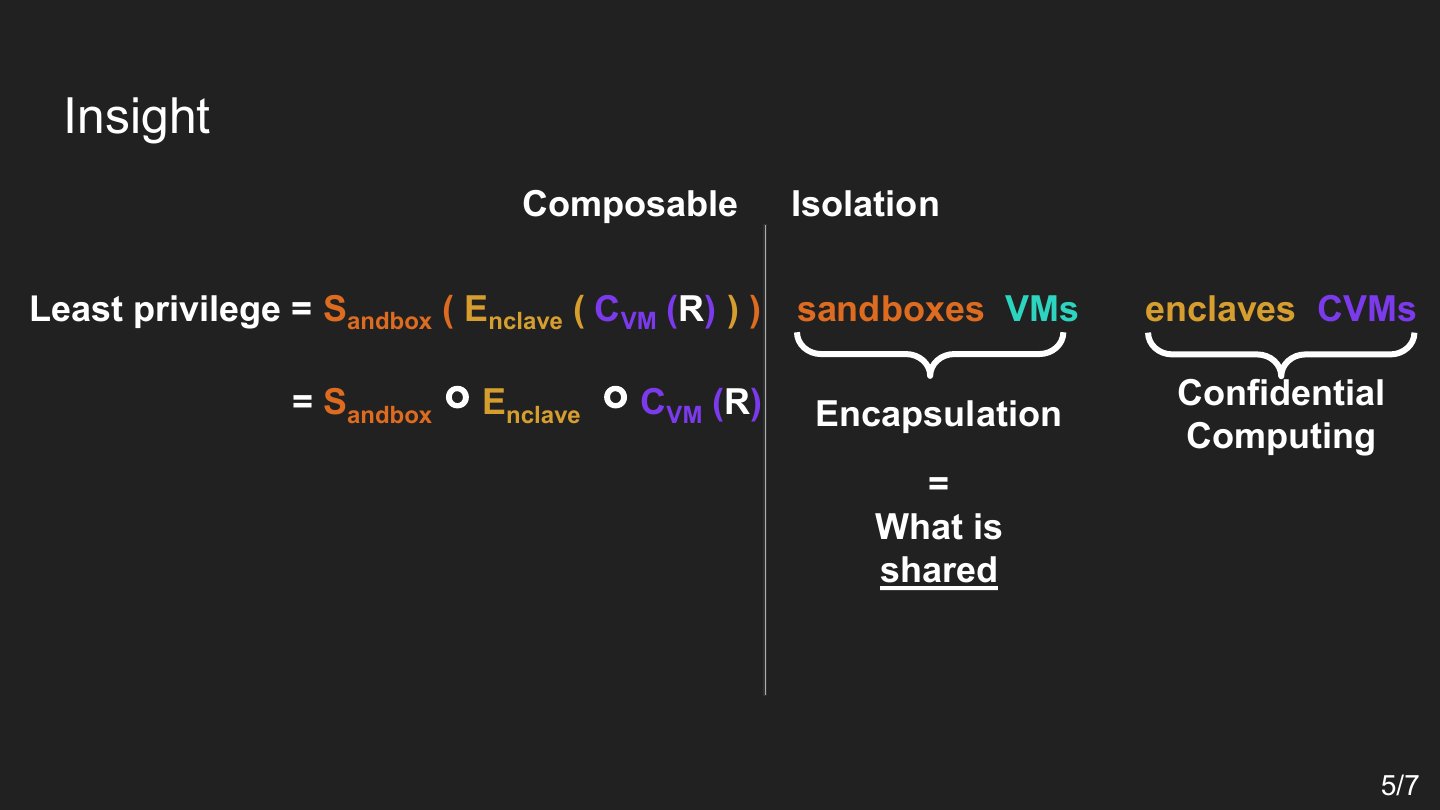 Insight
Composable Isolation
Least privilege = Sandbox ( Enclave ( CVM (R) ) )
= Sandbox ⚬ Enclave ⚬ CVM (R)
sandboxes VMs enclaves CVMs
Encapsulation
=
What is
shared
Confidential
Computing
5/7